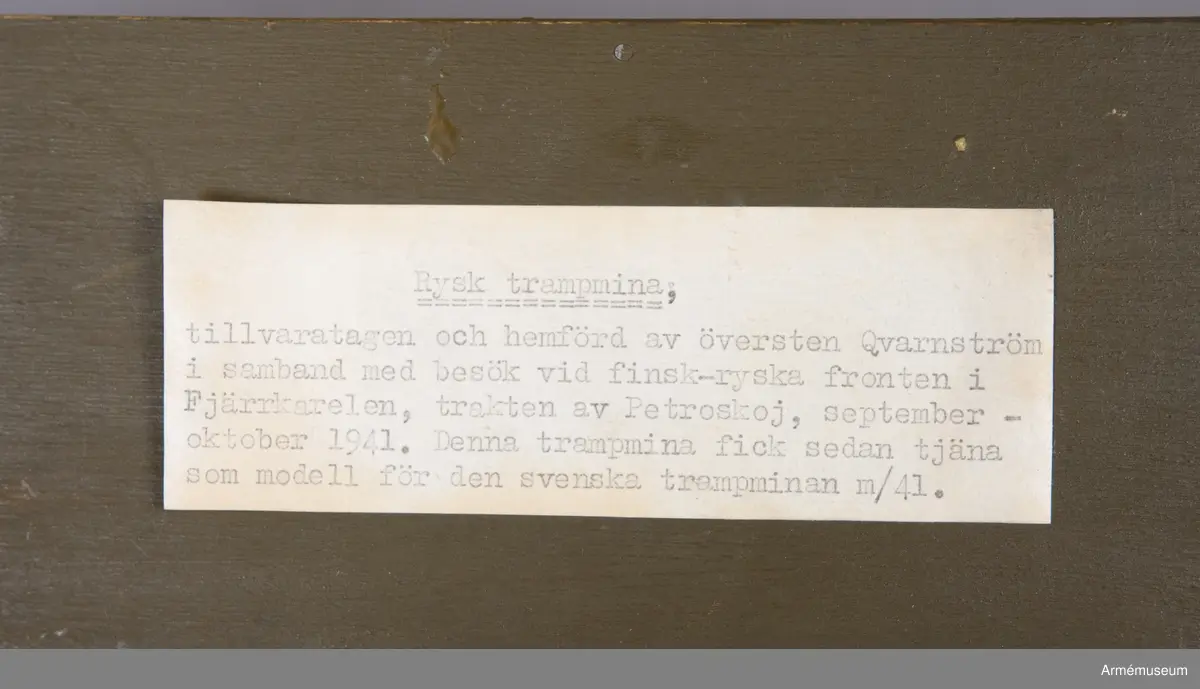 Rysk trampmina;
tillvaratagen och hemförd av översten Qvarnström
i samband med besök vid finsk-ryska fronten i
Fjärrkarelen, trakten av Petroskoj, september -
oktober 1941. Denna trampmina fick sedan tjäna
som modell för den svenska trampminan m/41.
Armémuseum